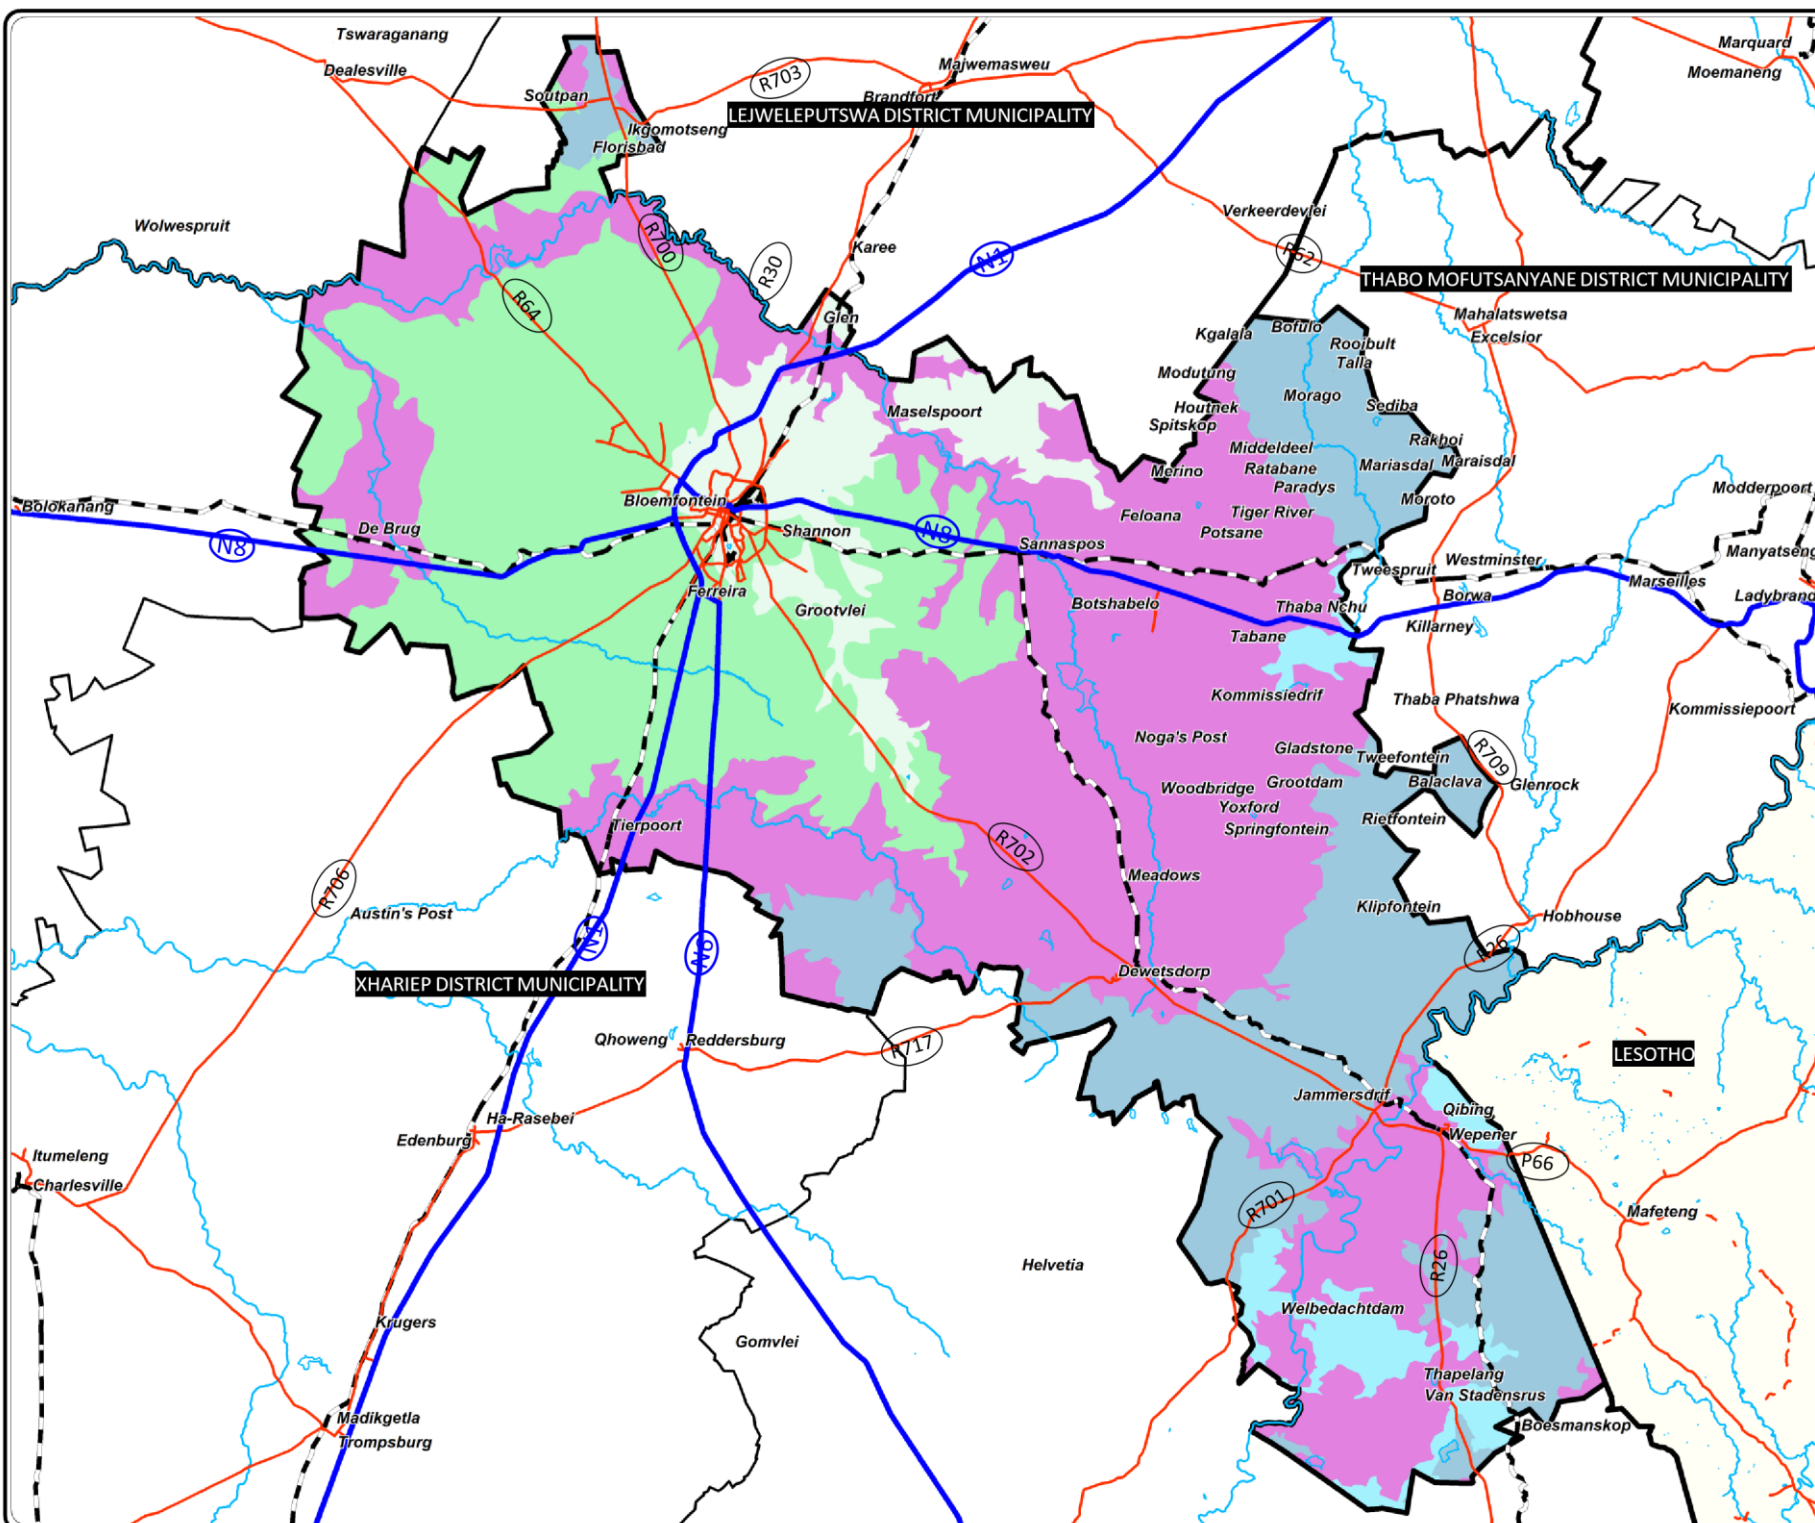 Tswaraganang
Dealesville
Soutpan
R703
Majwemasweu
Brandfort
LEJWELEPUTSWA DISTRICT MUNICIPALITY
Ikgomotseng
Florisbad
Marquard
Moemaneng
Wolwespruit
R700
R30
Karee
N1
Verkeerdevlei
R64
Glen
THABO MOFUTSANYANE DISTRICT MUNICIPALITY
Mahalatswetsa
Excelsior
Kgalala
Bofulo
Rooibult
Talla
Modutung
Morago
Houtnek
Spitskop
Sediba
Maselspoort
Middeldeel
Rakhoi
Merino
Ratabane
Mariasdal
Maraisdal
Paradys
Moroto
Modderpoort
Bolokanang
De Brug
N8
Bloemfontein
Shannon
N8
Feloana
Tiger River
Potsane
Sannaspos
Tweespruit
Westminster
Manyatseng
Marseilles
Ladybrand
Ferreira
Grootvlei
Botshabelo
Thaba Nchu
Borwa
Tabane
Killarney
Kommissiedrif
Thaba Phatshwa
Kommissiepoort
Noga's Post
Gladstone
Tweefontein
R709
Woodbridge
Grootdam
Balaclava
Glenrock
Yoxford
Springfontein
Rietfontein
Tierpoort
R702
R706
Meadows
Austin's Post
Klipfontein
Hobhouse
N1
N6
R26
XHARIEP DISTRICT MUNICIPALITY
Dewetsdorp
Qhoweng
Reddersburg
R717
LESOTHO
Jammersdrif
Qibing
Wepener
P66
Ha-Rasebei
Edenburg
Itumeleng
Charlesville
R701
Mafeteng
R26
Helvetia
Welbedachtdam
Krugers
Gomvlei
Thapelang
Van Stadensrus
Boesmanskop
Madikgetla
Trompsburg